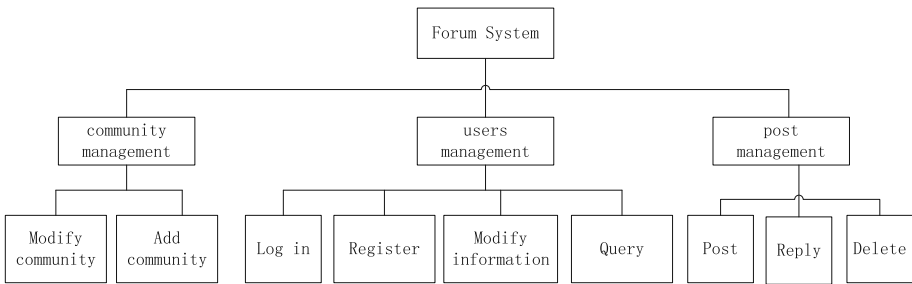 Forum System
community
management
users
management
post
management
Modify
community
Add
community
Log in
Register
Modify
information
Query
Post
Reply
Delete